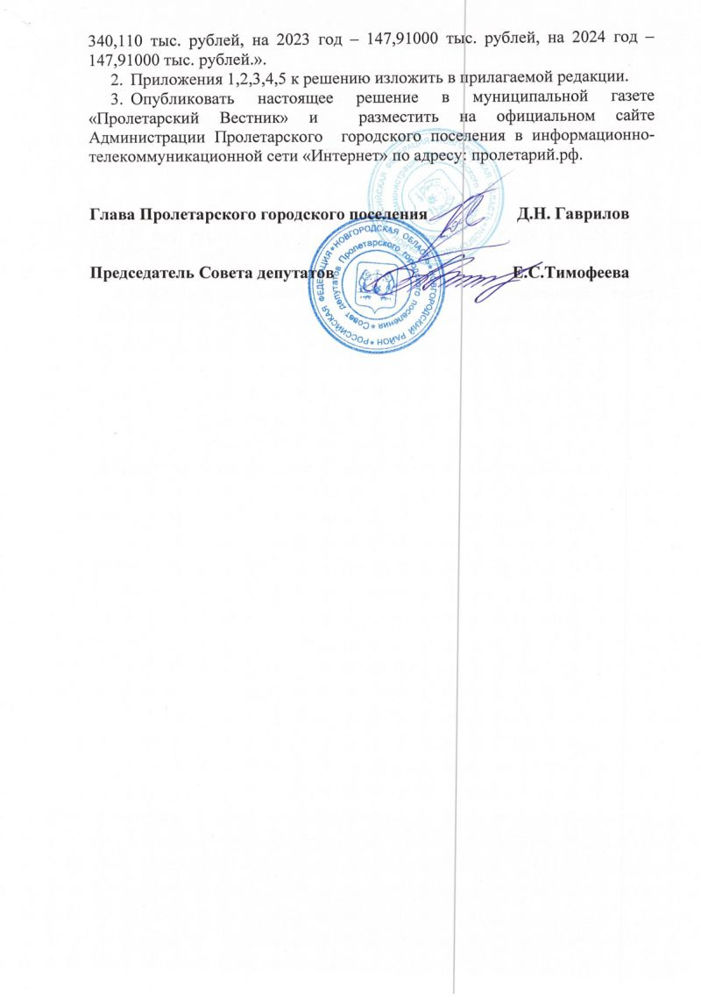 340,110 тыс. рублей, на 2023 год – 147,91000 тыс. рублей, на 2024 год –
147,91000 тыс. рублей.».
2. Приложения 1,2,3,4,5 к решению изложить в прилагаемой редакции.
3. Опубликовать настоящее решение в муниципальной газете
«Пролетарский Вестник» и разместить на официальном сайте
Администрации Пролетарского городского поселения в информационно-
телекоммуникационной сети «Интернет» по адресу: пролетарий.рф.
Глава Пролетарского городского поселения Д.Н. Гаврилов
Председатель Совета депутатов Е.С.Тимофеева
РОССИЙСКАЯ ФЕДЕРАЦИЯ * НОВГОРОДСКАЯ ОБЛАСТЬ * НОВГОРОДСКИЙ РАЙОН *
Совет депутатов Пролетарского городского поселения *